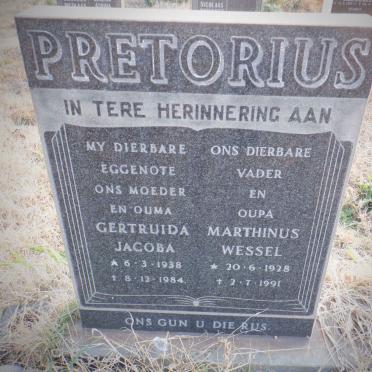 PRETORIUS
IN TERE HERINNERING AAN
MY DIERBARE
EGGENOTE
ONS MOEDER
EN OUMA
GERTRUIDA
JACOBA
★ 6-3-1938
† 8-12-1984
ONS DIERBARE
VADER
EN
OUPA
MARTHINUS
WESSEL
★ 20-6-1928
† 2-7-1991
ONS GUN U DIE RUS.